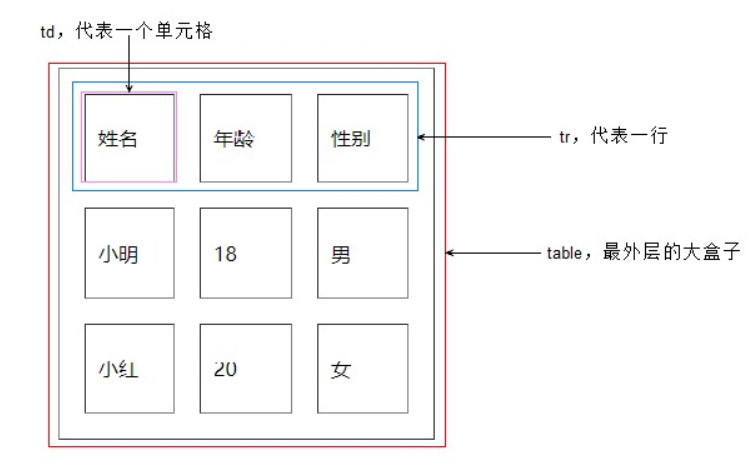 td，代表一个单元格
姓名 年龄 性别
tr，代表一行
小明 18 男
table，最外层的大盒子
小红 20 女